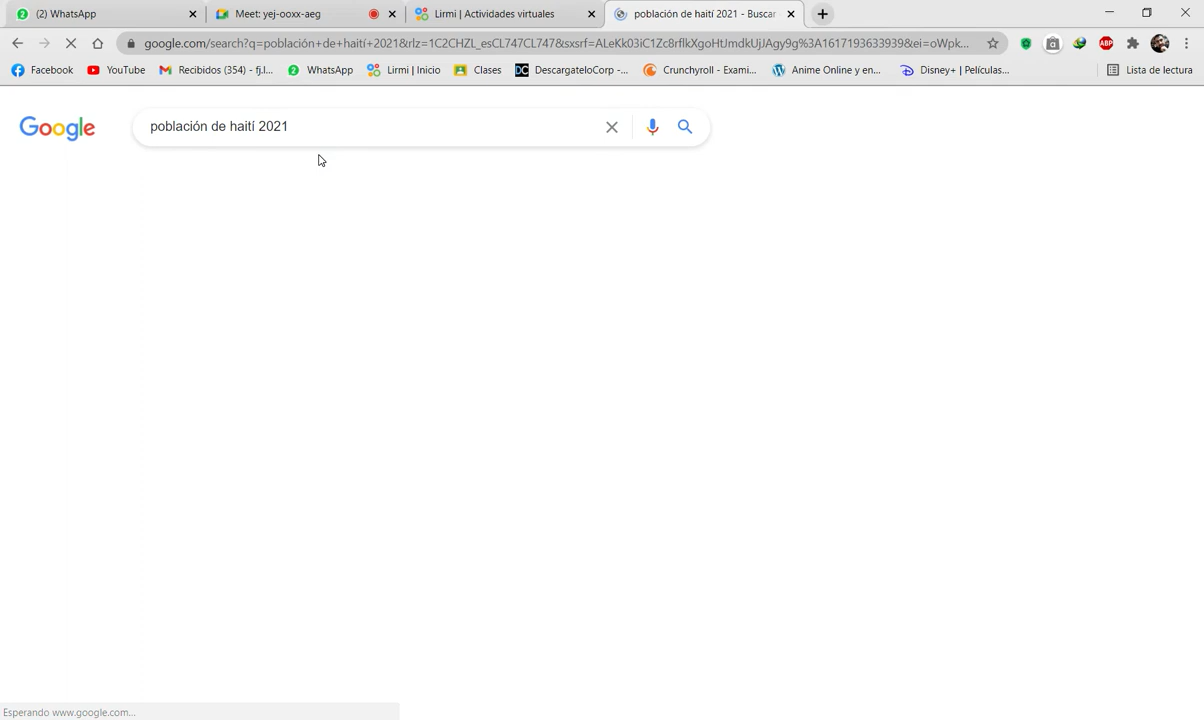 (2) WhatsApp
Meet: yej-ooxx-aeg
Lirmi | Actividades virtuales
población de haití 2021 - Buscar
google.com/search?q=población+de+haití+2021&rlz=1C2CHZL_esCL747CL747&sxsrf=ALeKk03iC1Zc8rflkXgoHtJmdkUjJAgy9g%3A1617193633939&ei=oWpk...
Facebook
YouTube
Recibidos (354) - fj.l...
WhatsApp
Lirmi | Inicio
Clases
DC
DescargateloCorp -...
Crunchyroll - Exami...
Anime Online y en...
Disney+ | Películas...
Lista de lectura
Google
población de haití 2021
Esperando www.google.com...